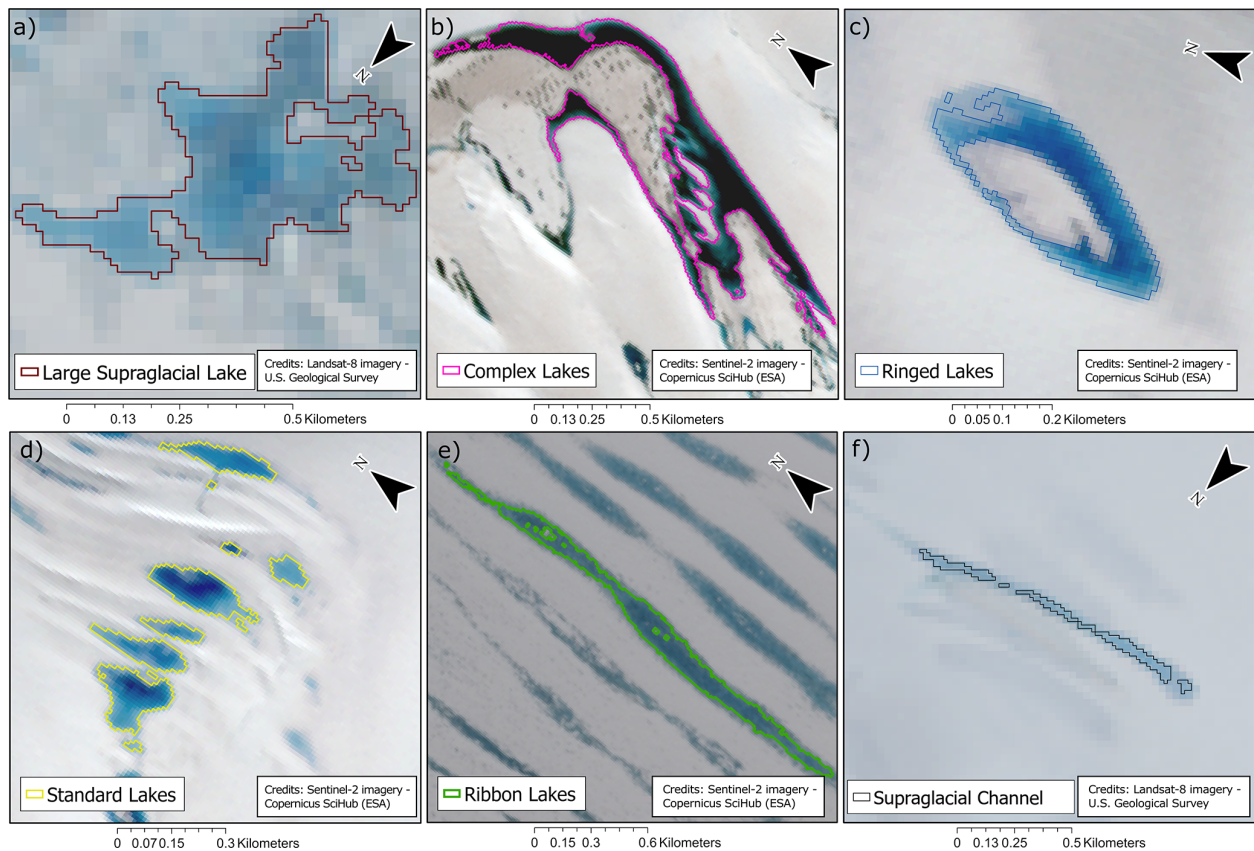 a)
N
Large Supraglacial Lake
Credits: Landsat-8 imagery -
U.S. Geological Survey
0 0.13 0.25 0.5 Kilometers
b)
N
Complex Lakes
Credits: Sentinel-2 imagery -
Copernicus SciHub (ESA)
0 0.13 0.25 0.5 Kilometers
c)
N
Ringed Lakes
Credits: Sentinel-2 imagery -
Copernicus SciHub (ESA)
0 0.05 0.1 0.2 Kilometers
d)
N
Standard Lakes
Credits: Sentinel-2 imagery -
Copernicus SciHub (ESA)
0 0.07 0.15 0.3 Kilometers
e)
N
Ribbon Lakes
Credits: Sentinel-2 imagery -
Copernicus SciHub (ESA)
0 0.15 0.3 0.6 Kilometers
f)
N
Supraglacial Channel
Credits: Landsat-8 imagery -
U.S. Geological Survey
0 0.13 0.25 0.5 Kilometers